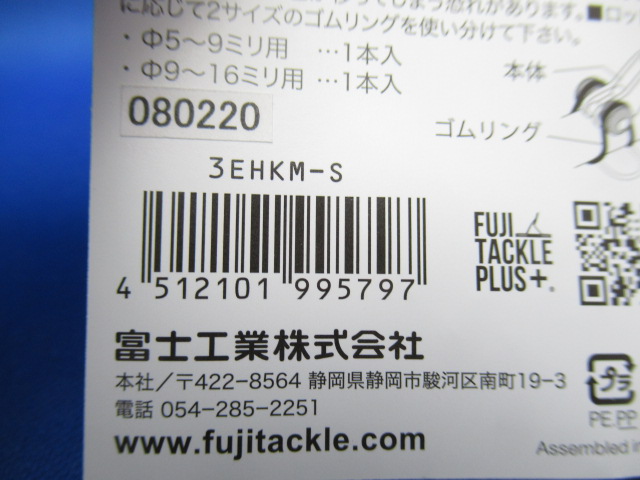 に応じて2サイズのゴムリングを使い分けて下さい。■ロッ
・Φ5〜9ミリ用 …1本入
・Φ9〜16ミリ用 …1本入
本体
ゴムリング
080220
3EHKM-S
4 512101 995797
FUJI
TACKLE
PLUS+.
富士工業株式会社
本社／〒422-8564 静岡県静岡市駿河区南町19-3
電話 054-285-2251
www.fujitackle.com
プラ
PE,PP
Assembled in